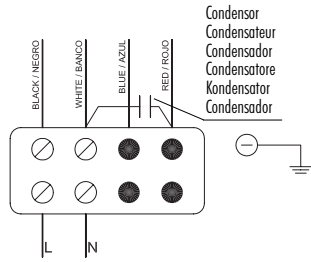 Condensor
Condensateur
Condensador
Condensatore
Kondensator
Condensador
BLACK / NEGRO
WHITE / BANCO
BLUE / AZUL
RED / ROJO
L
N